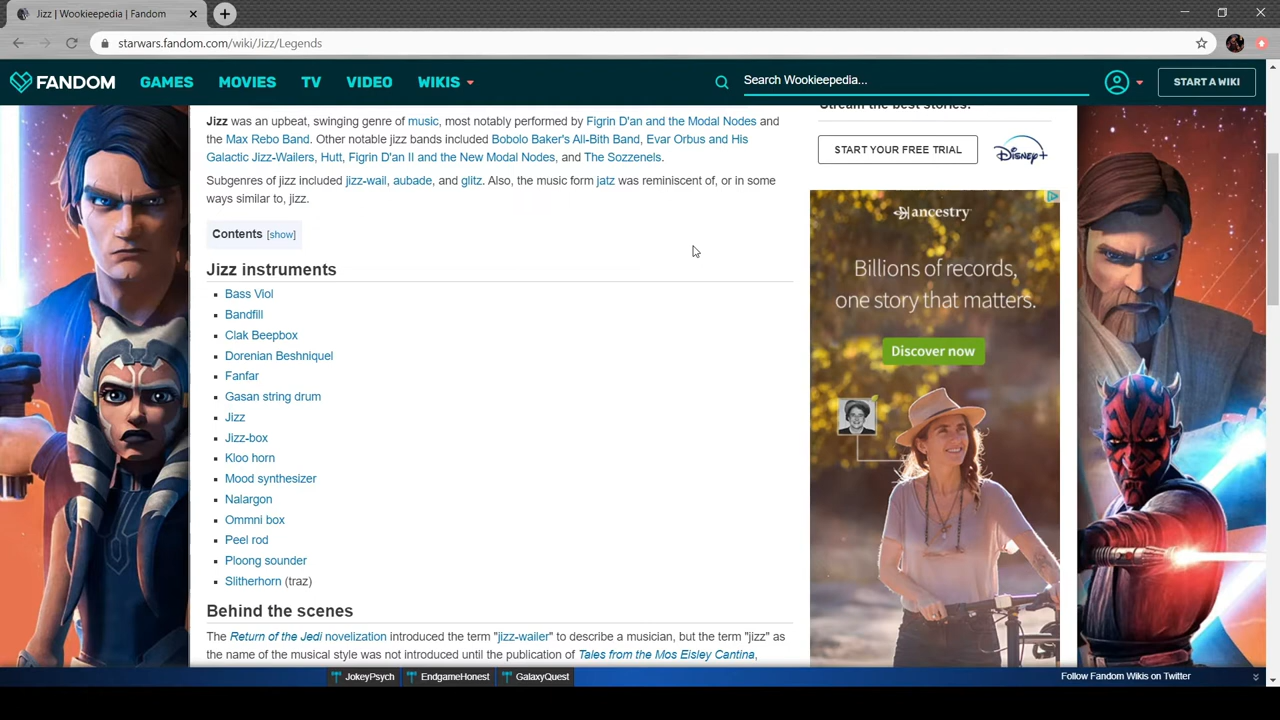 Jizz | Wookieepedia | Fandom
starwars.fandom.com/wiki/Jizz/Legends
FANDOM GAMES MOVIES TV VIDEO WIKIS Search Wookieepedia... START A WIKI
Jizz was an upbeat, swinging genre of music, most notably performed by Figrin D'an and the Modal Nodes and
the Max Rebo Band. Other notable jizz bands included Bobolo Baker's All-Bith Band, Evar Orbus and His
Galactic Jizz-Wailers, Hutt, Figrin D'an II and the New Modal Nodes, and The Sozzenels.
Subgenres of jizz included jizz-wail, aubade, and glitz. Also, the music form jatz was reminiscent of, or in some
ways similar to, jizz.
Contents [show]
Jizz instruments
Bass Viol
Bandfill
Clak Beepbox
Dorenian Beshniquel
Fanfar
Gasan string drum
Jizz
Jizz-box
Kloo horn
Mood synthesizer
Nalargon
Ommni box
Peel rod
Ploong sounder
Slitherhorn (traz)
Behind the scenes
The Return of the Jedi novelization introduced the term "jizz-wailer" to describe a musician, but the term "jizz" as
the name of the musical style was not introduced until the publication of Tales from the Mos Eisley Cantina,
Stream the best stories.
START YOUR FREE TRIAL
Disney+
ancestry
Billions of records,
one story that matters.
Discover now
JokeyPsych EndgameHonest GalaxyQuest Follow Fandom Wikis on Twitter